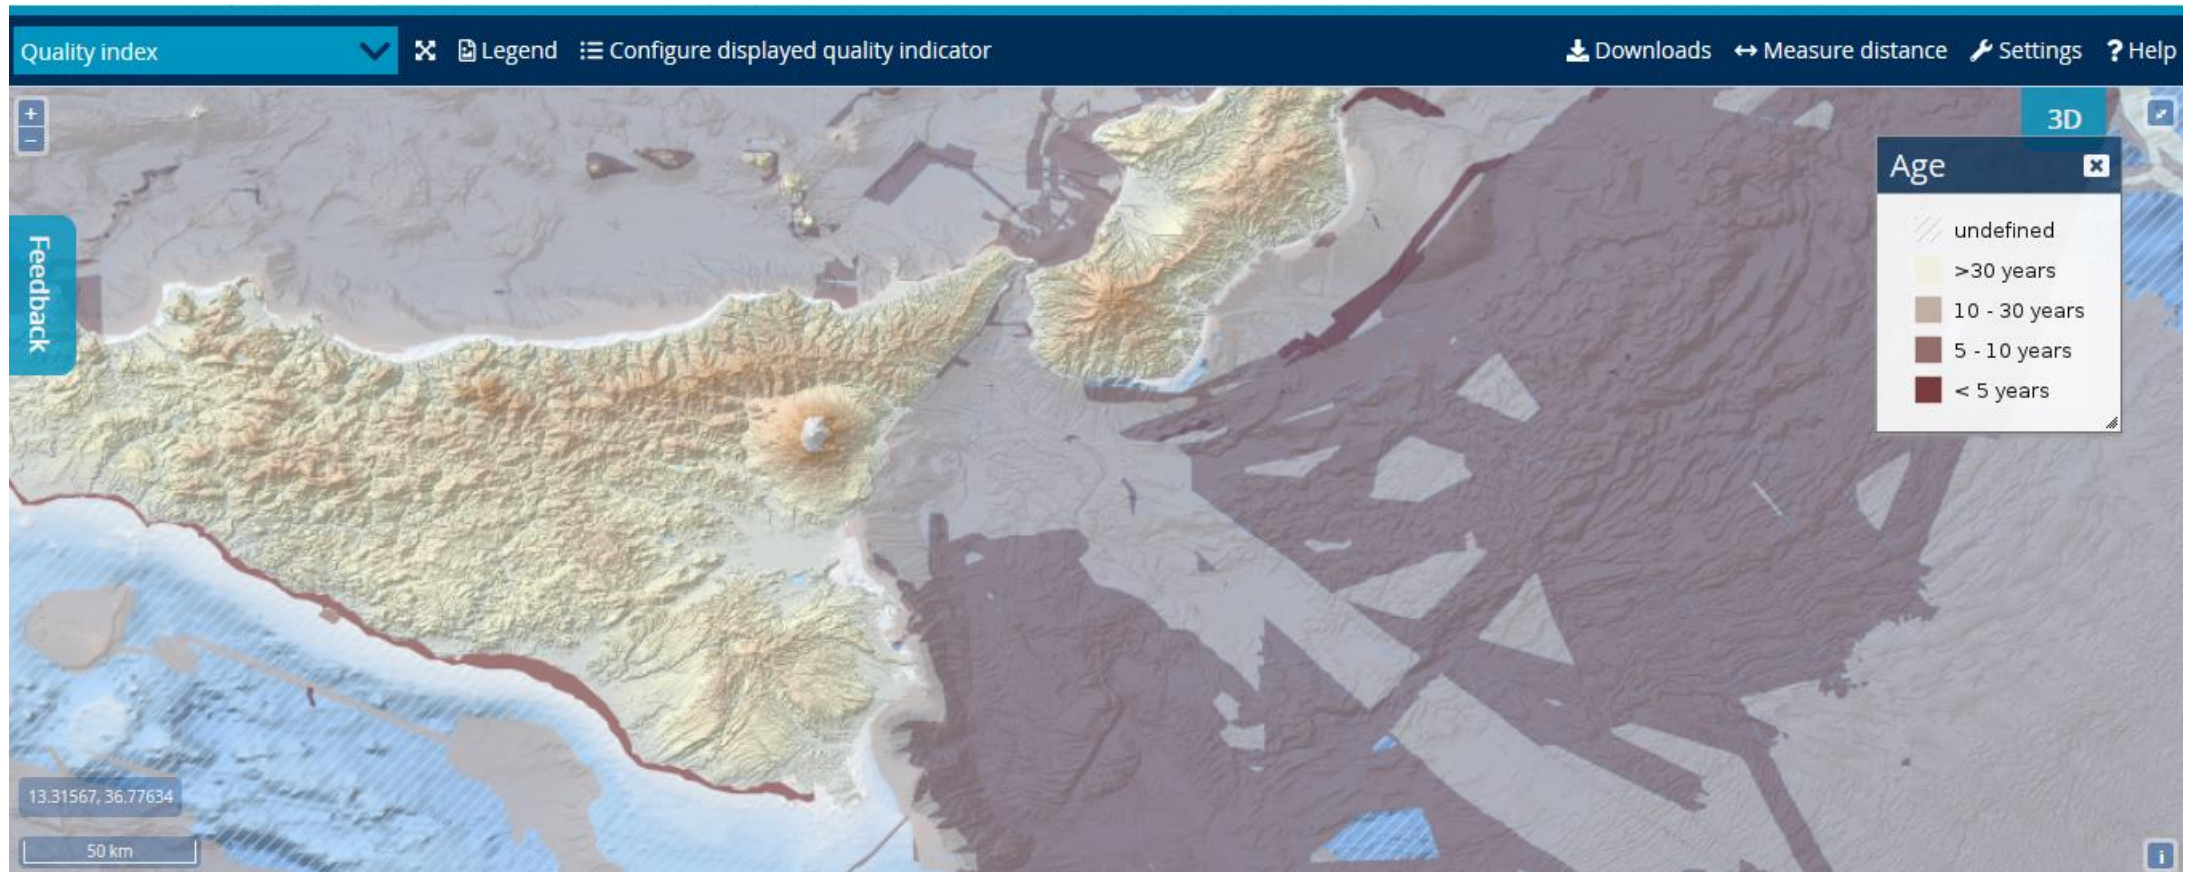 Quality index
Legend
Configure displayed quality indicator
Downloads
Measure distance
Settings
? Help
+
−
3D
Age
undefined
>30 years
10 - 30 years
5 - 10 years
< 5 years
Feedback
13.31567, 36.77634
50 km
i